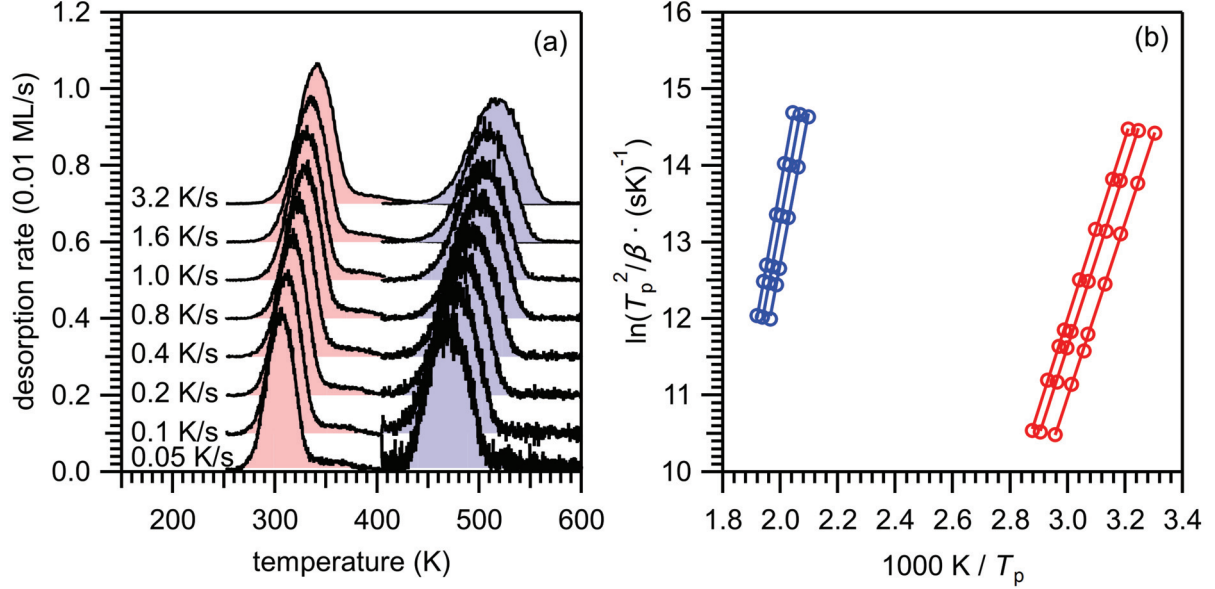 desorption rate (0.01 ML/s)
1.2
1.0
0.8
0.6
0.4
0.2
0.0
(a)
3.2 K/s
1.6 K/s
1.0 K/s
0.8 K/s
0.4 K/s
0.2 K/s
0.1 K/s
0.05 K/s
200 300 400 500 600
temperature (K)
ln(Tp²/β · (sK)⁻¹
16
15
14
13
12
11
10
(b)
1.8 2.0 2.2 2.4 2.6 2.8 3.0 3.2 3.4
1000 K / Tp